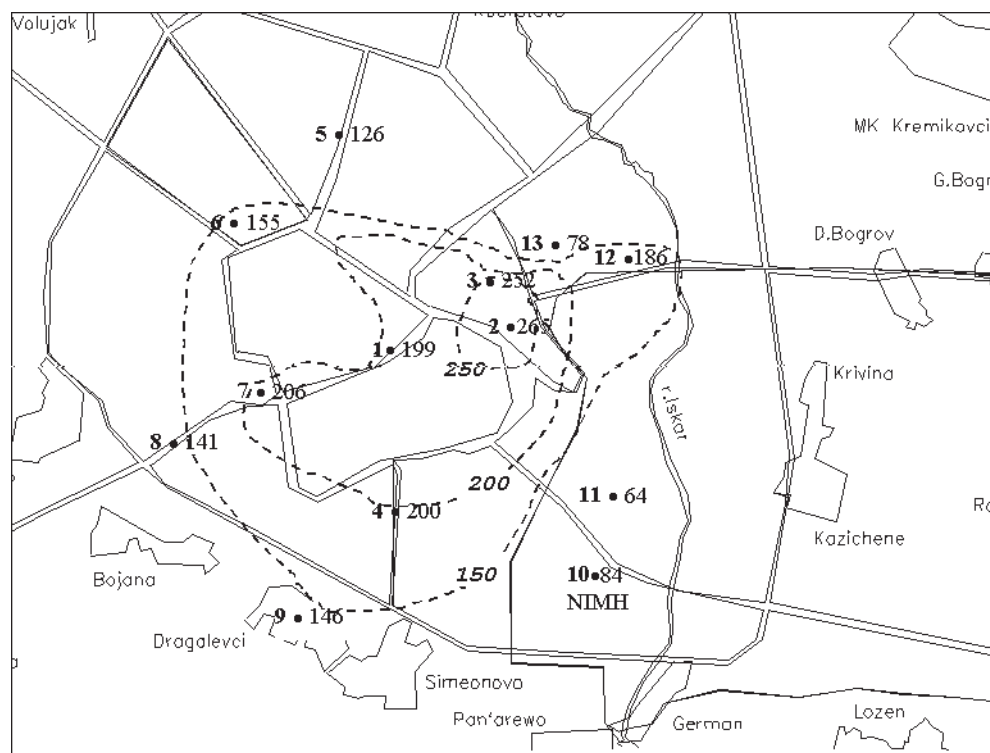 Volujak
5 126
MK Kremikovci
G.Bogr
6 155
D.Bogrov
13 78
12 186
3 252
2 265
1 199
250
Krivina
7 206
r.Iskar
8 141
200
11 64
4 200
Kazichene
150
10 84
NIMH
Bojana
9 146
Dragalevci
Simeonovo
Pan'arewo
German
Lozen